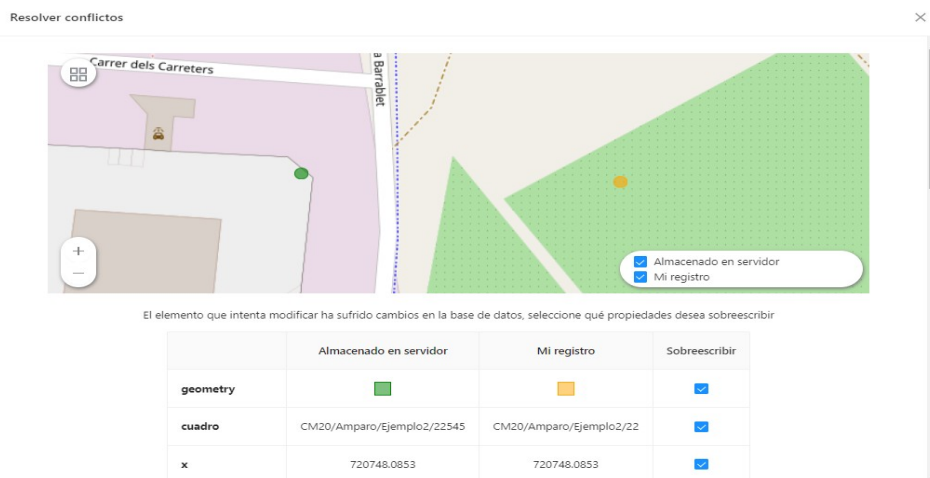 Resolver conflictos
Carrer dels Carreters
a Barrablet
+
−
Almacenado en servidor
Mi registro
El elemento que intenta modificar ha sufrido cambios en la base de datos, seleccione qué propiedades desea sobreescribir
Almacenado en servidor Mi registro Sobreescribir
geometry
cuadro CM20/Amparo/Ejemplo2/22545 CM20/Amparo/Ejemplo2/22
x 720748.0853 720748.0853